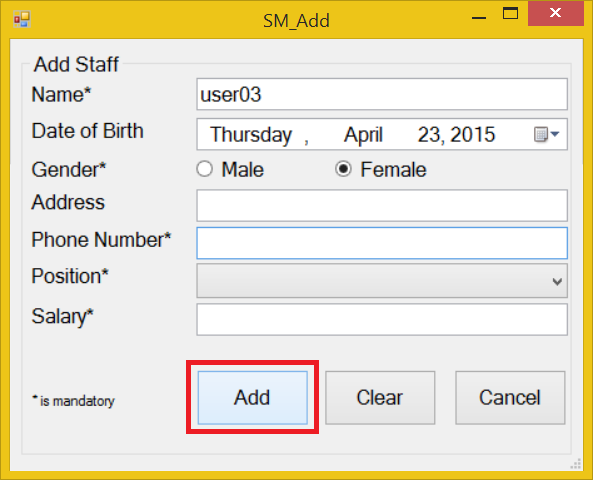 SM_Add
Add Staff
Name* user03
Date of Birth Thursday , April 23, 2015
Gender* Male Female
Address
Phone Number*
Position*
Salary*
* is mandatory Add Clear Cancel